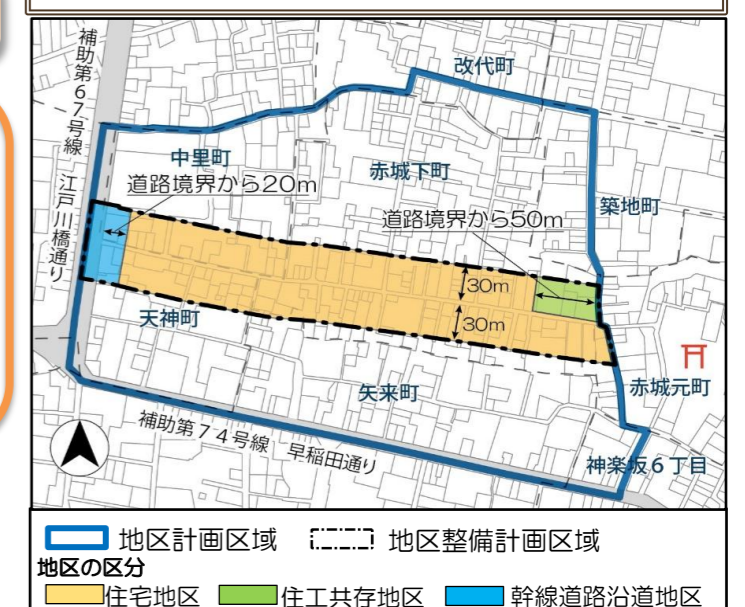 補助第67号線 江戸川橋通り
改代町
中里町
赤城下町
道路境界から20m
築地町
道路境界から50m
30m
30m
天神町
矢来町
赤城元町
補助第74号線 早稲田通り
神楽坂6丁目
地区計画区域 地区整備計画区域
地区の区分
住宅地区 住工共存地区 幹線道路沿道地区